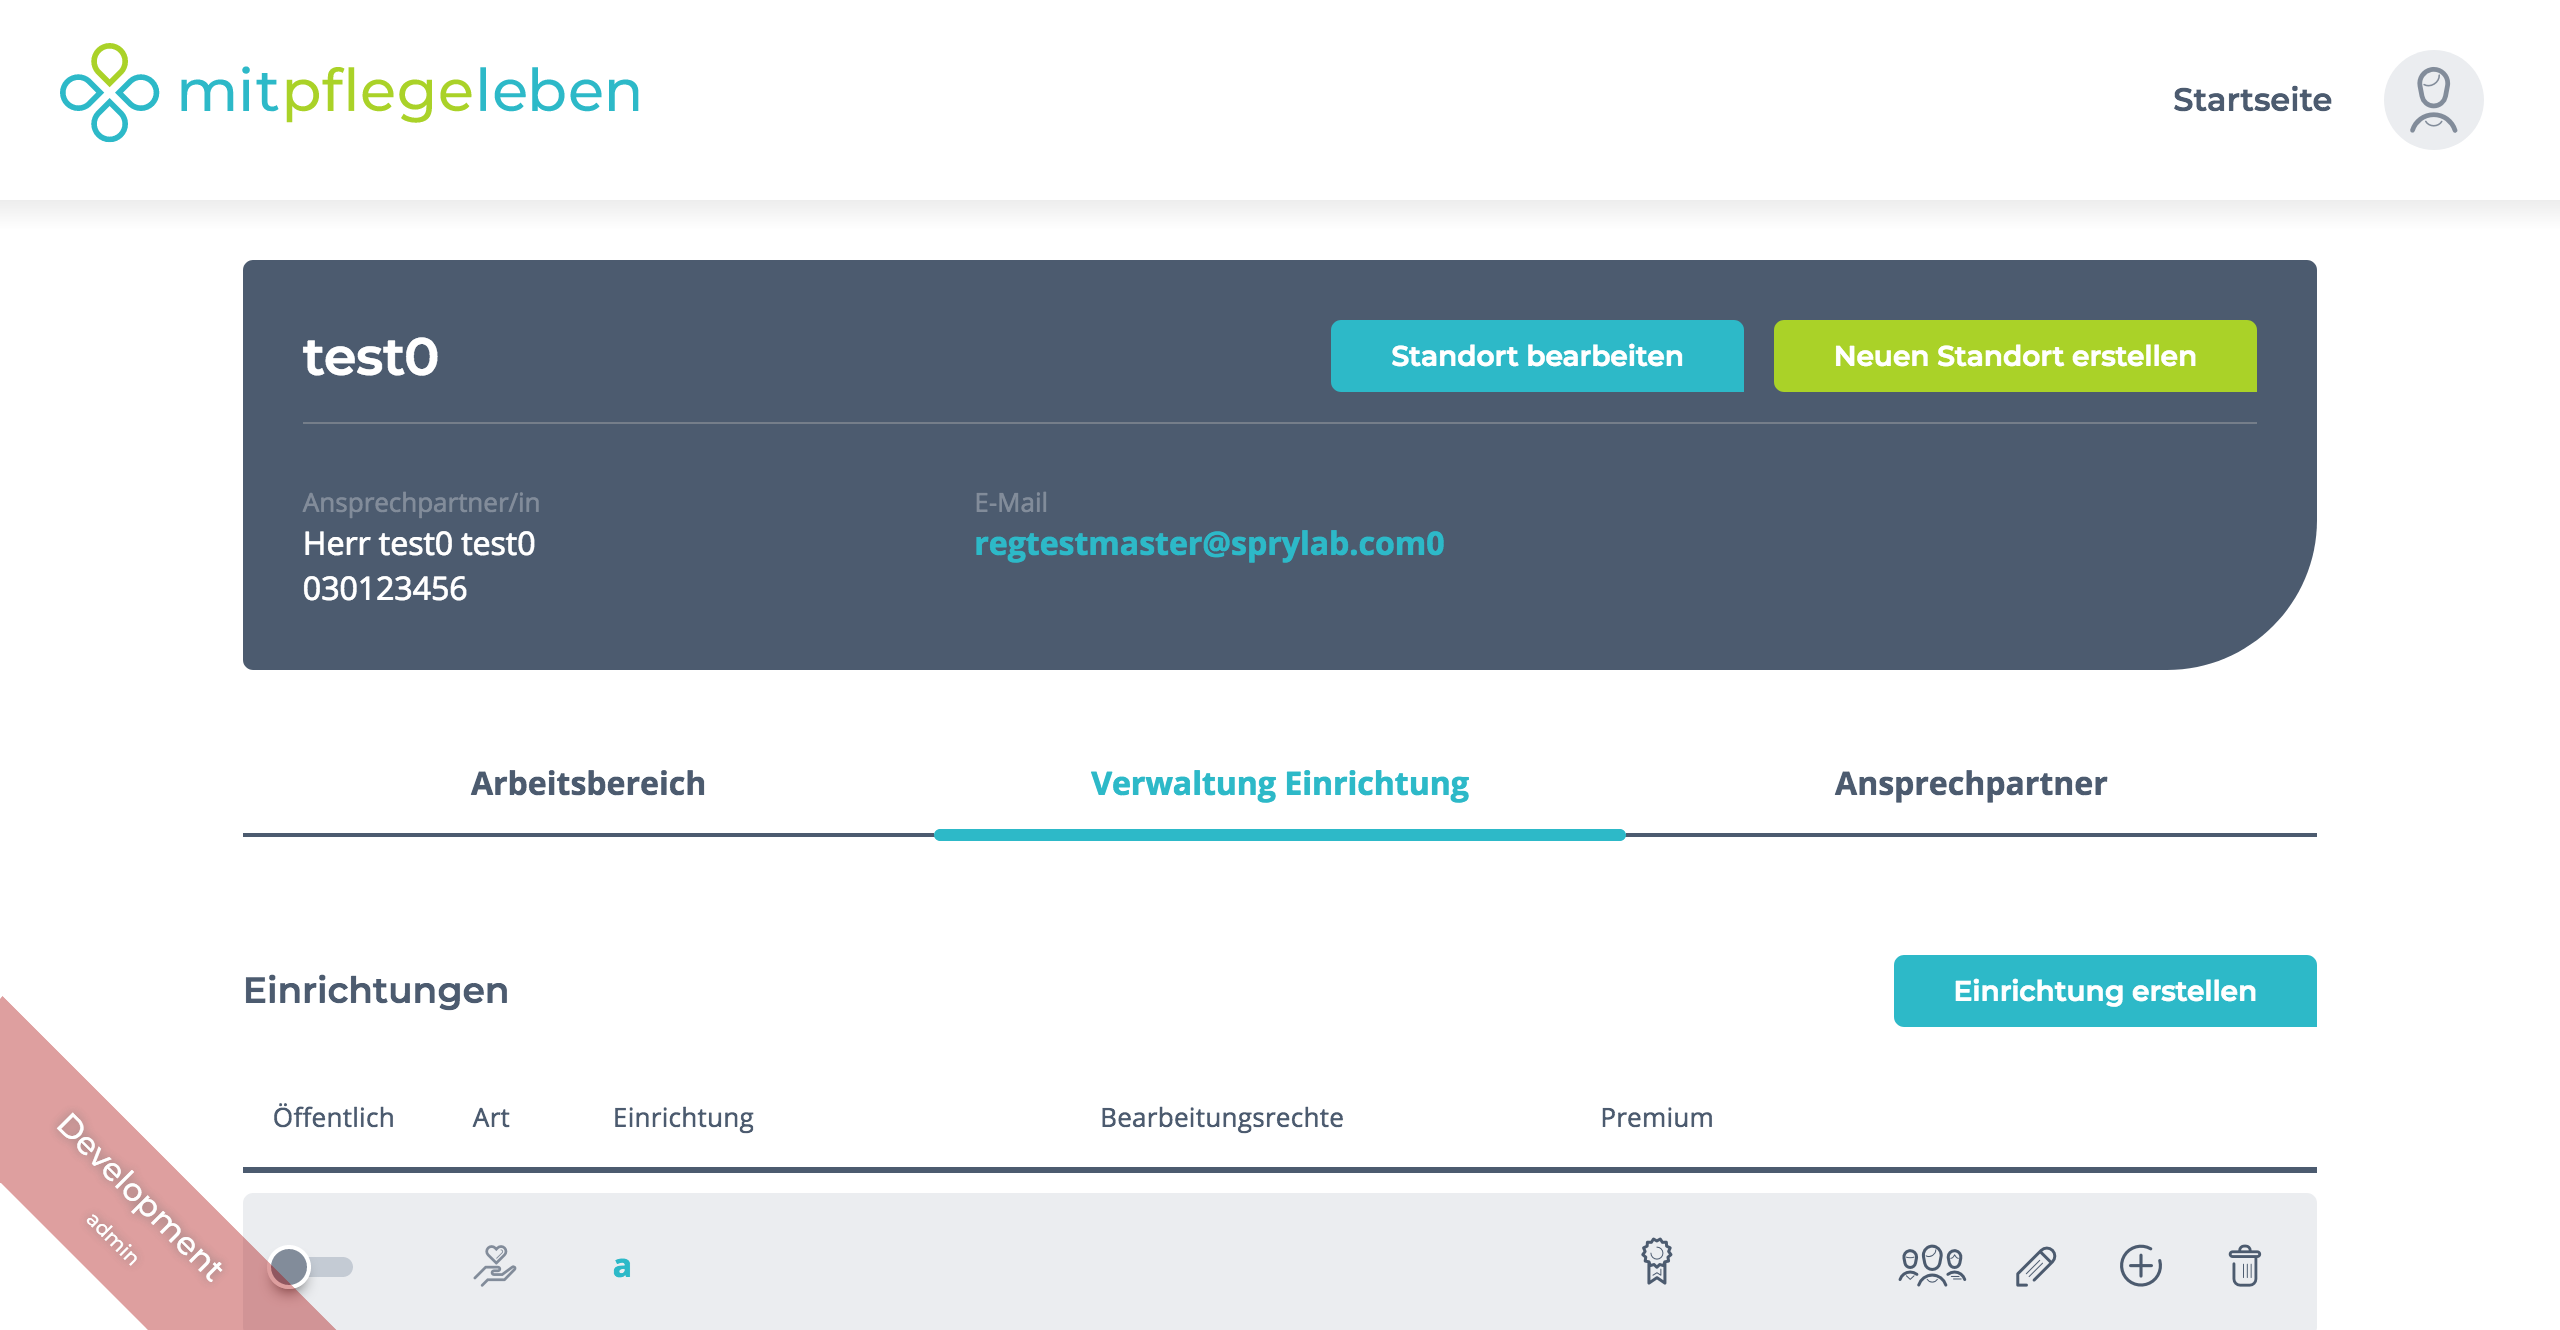 mitpflegeleben
Startseite
test0
Standort bearbeiten
Neuen Standort erstellen
Ansprechpartner/in
E-Mail
Herr test0 test0
regtestmaster@sprylab.com0
030123456
Arbeitsbereich
Verwaltung Einrichtung
Ansprechpartner
Einrichtungen
Einrichtung erstellen
Öffentlich
Art
Einrichtung
Bearbeitungsrechte
Premium
a
Development
admin